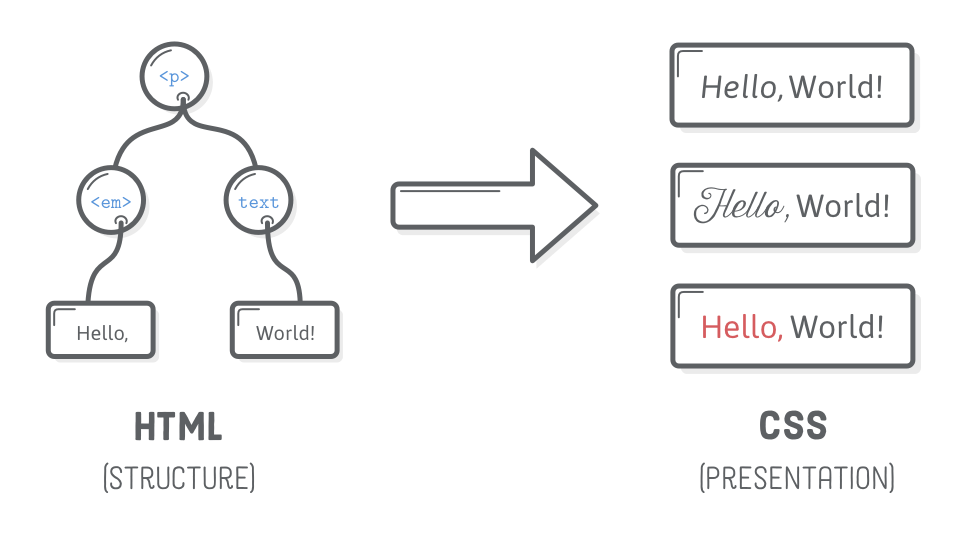 <p>
<em>
text
Hello,
World!
HTML
(STRUCTURE)
Hello, World!
Hello, World!
Hello, World!
CSS
(PRESENTATION)